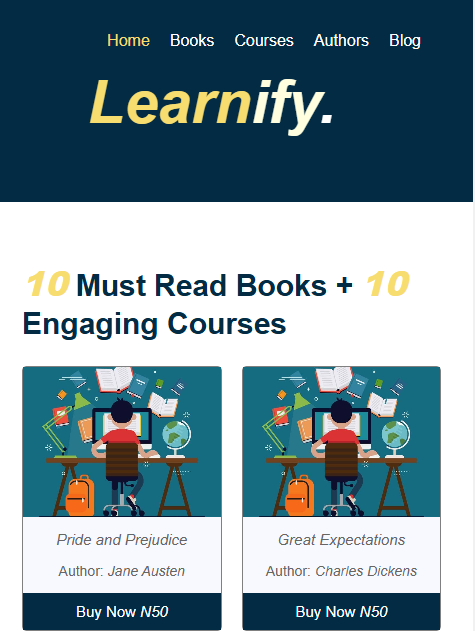 Home Books Courses Authors Blog
Learnify.
10 Must Read Books + 10
Engaging Courses
Pride and Prejudice
Author: Jane Austen
Buy Now N50
Great Expectations
Author: Charles Dickens
Buy Now N50